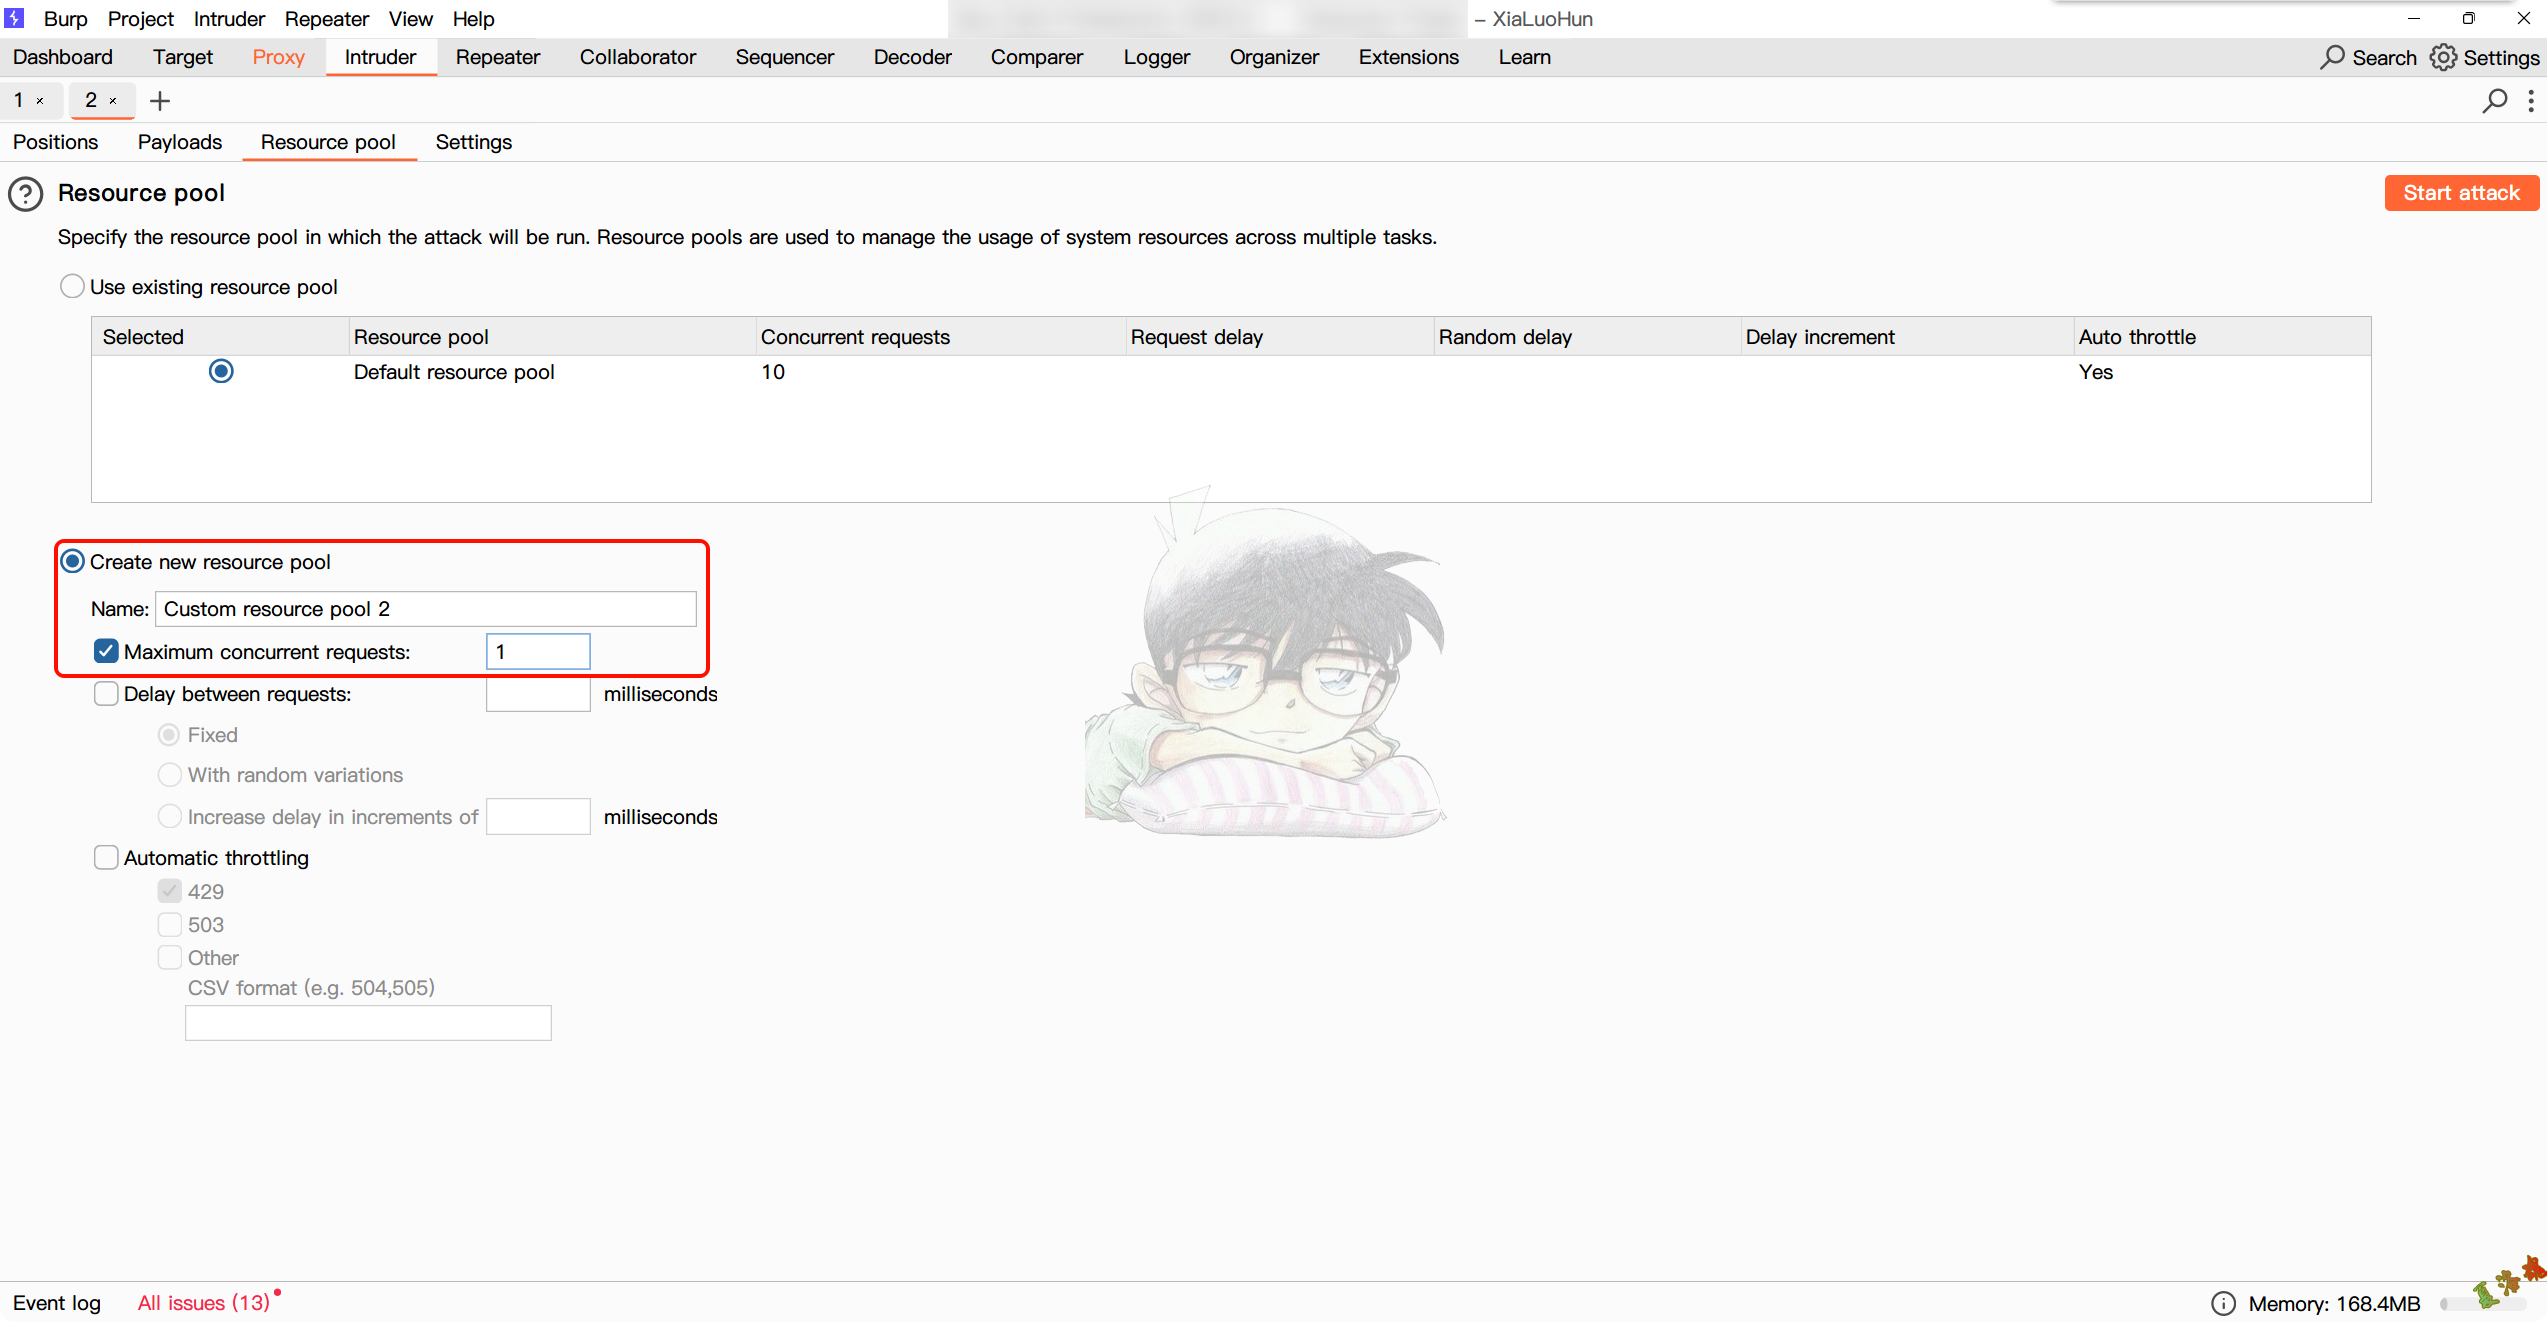 Burp Project Intruder Repeater View Help – XiaLuoHun
Dashboard Target Proxy Intruder Repeater Collaborator Sequencer Decoder Comparer Logger Organizer Extensions Learn Search Settings
1 × 2 × +
Positions Payloads Resource pool Settings
Resource pool Start attack
Specify the resource pool in which the attack will be run. Resource pools are used to manage the usage of system resources across multiple tasks.
Use existing resource pool
Selected Resource pool Concurrent requests Request delay Random delay Delay increment Auto throttle
Default resource pool 10 Yes
Create new resource pool
Name: Custom resource pool 2
Maximum concurrent requests: 1
Delay between requests: milliseconds
Fixed
With random variations
Increase delay in increments of milliseconds
Automatic throttling
429
503
Other
CSV format (e.g. 504,505)
Event log All issues (13) Memory: 168.4MB